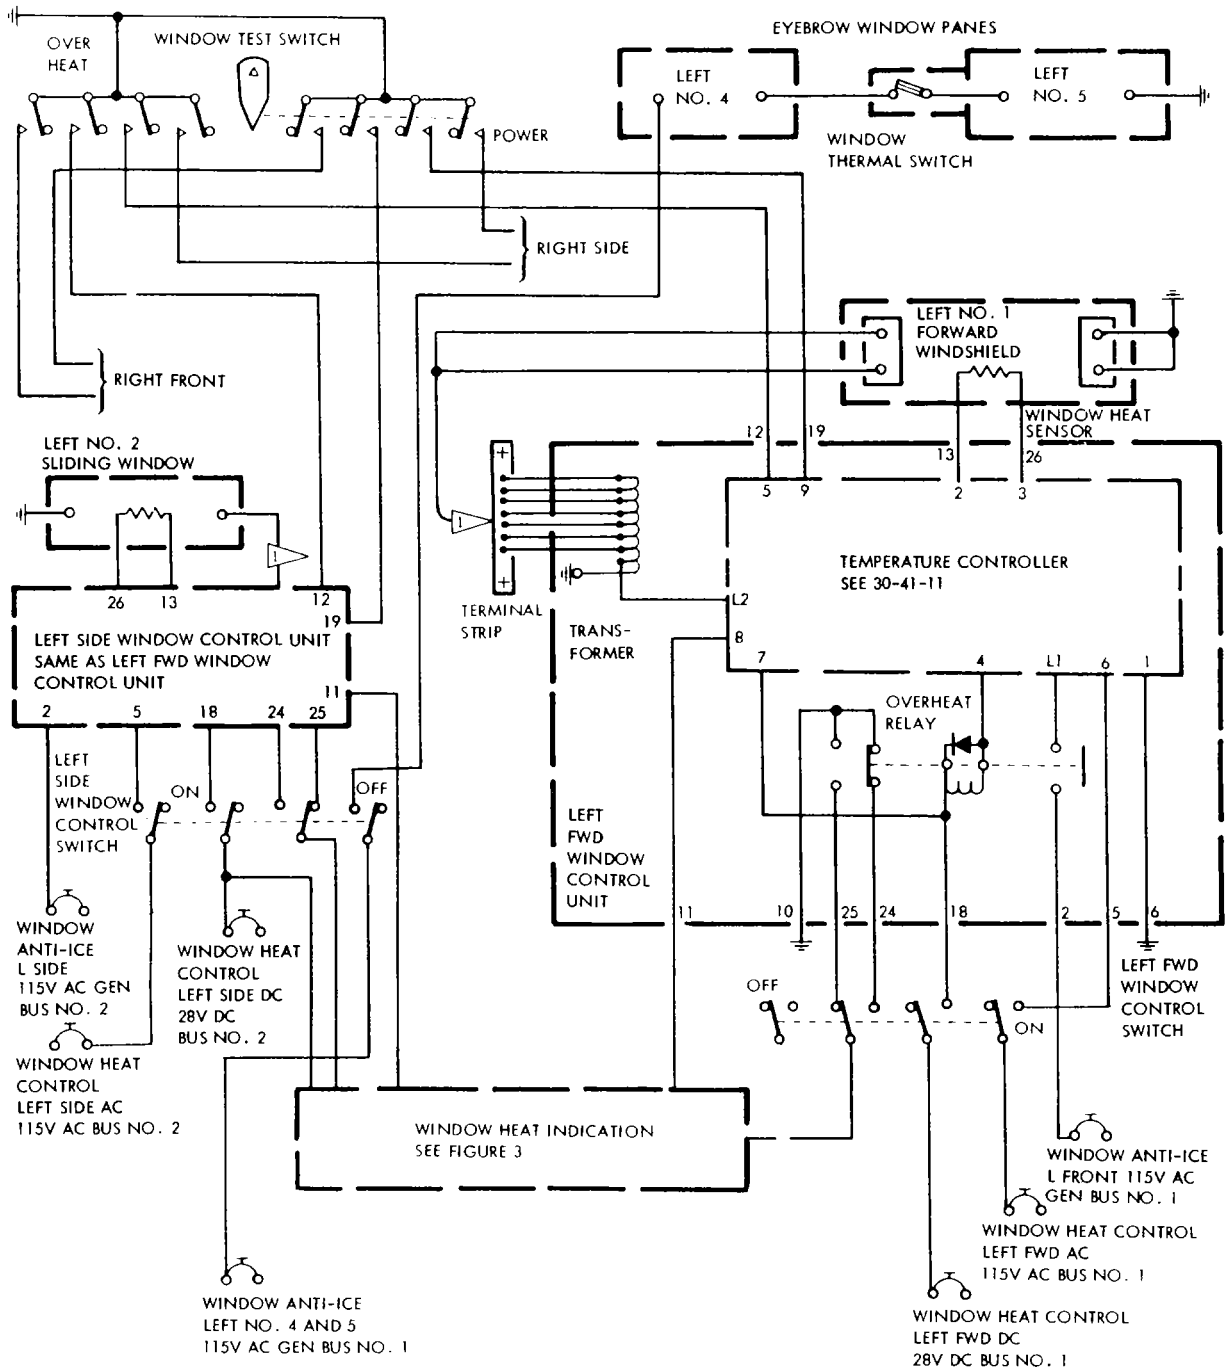 OVER
HEAT
WINDOW TEST SWITCH
POWER
EYEBROW WINDOW PANES
LEFT
NO. 4
LEFT
NO. 5
WINDOW
THERMAL SWITCH
RIGHT SIDE
RIGHT FRONT
LEFT NO. 1
FORWARD
WINDSHIELD
WINDOW HEAT
SENSOR
LEFT NO. 2
SLIDING WINDOW
12
19
13
26
5
9
2
3
+
+
1
1
TEMPERATURE CONTROLLER
SEE 30-41-11
TERMINAL
STRIP
TRANS-
FORMER
L2
8
7
4
L1
6
1
26
13
12
19
LEFT SIDE WINDOW CONTROL UNIT
SAME AS LEFT FWD WINDOW
CONTROL UNIT
11
2
5
18
24
25
OVERHEAT
RELAY
LEFT
SIDE
WINDOW
CONTROL
SWITCH
ON
OFF
LEFT
FWD
WINDOW
CONTROL
UNIT
11
10
25
24
18
2
5
16
WINDOW
ANTI-ICE
L SIDE
115V AC GEN
BUS NO. 2
WINDOW HEAT
CONTROL
LEFT SIDE DC
28V DC
BUS NO. 2
WINDOW HEAT
CONTROL
LEFT SIDE AC
115V AC BUS NO. 2
OFF
ON
LEFT FWD
WINDOW
CONTROL
SWITCH
WINDOW HEAT INDICATION
SEE FIGURE 3
WINDOW ANTI-ICE
L FRONT 115V AC
GEN BUS NO. 1
WINDOW HEAT CONTROL
LEFT FWD AC
115V AC BUS NO. 1
WINDOW ANTI-ICE
LEFT NO. 4 AND 5
115V AC GEN BUS NO. 1
WINDOW HEAT CONTROL
LEFT FWD DC
28V DC BUS NO. 1